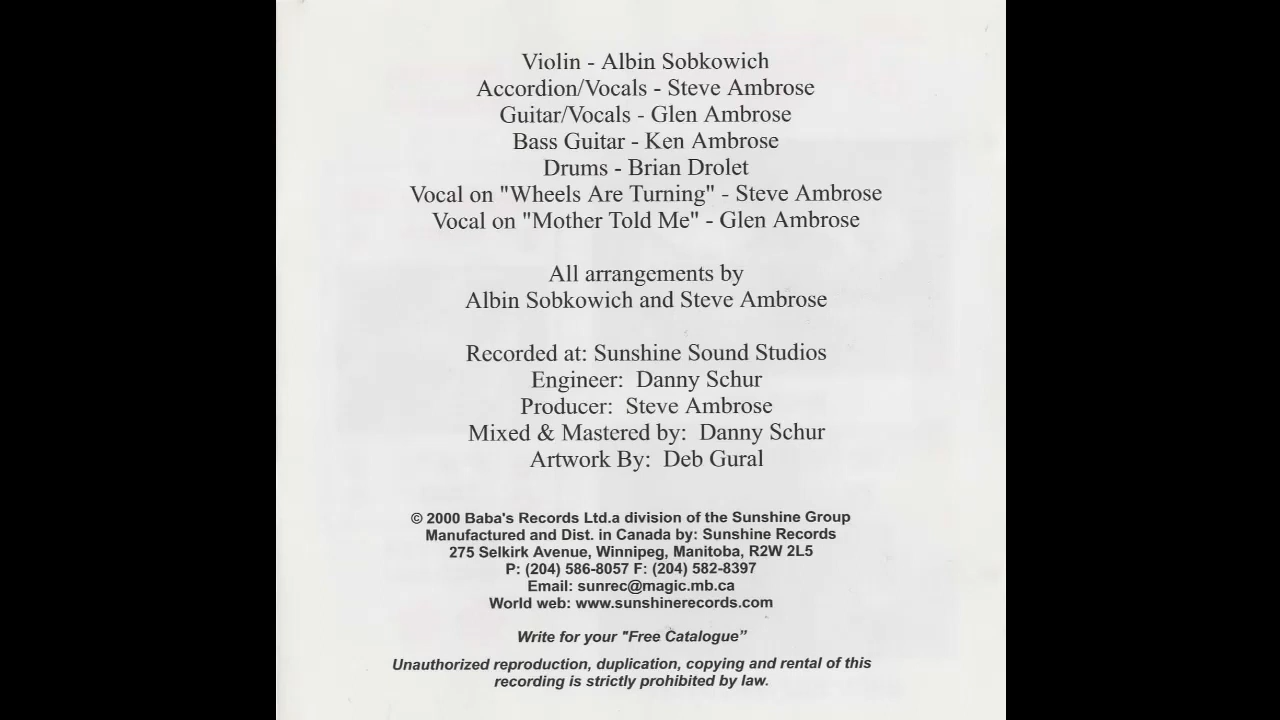 Violin - Albin Sobkowich
Accordion/Vocals - Steve Ambrose
Guitar/Vocals - Glen Ambrose
Bass Guitar - Ken Ambrose
Drums - Brian Drolet
Vocal on "Wheels Are Turning" - Steve Ambrose
Vocal on "Mother Told Me" - Glen Ambrose
All arrangements by
Albin Sobkowich and Steve Ambrose
Recorded at: Sunshine Sound Studios
Engineer:  Danny Schur
Producer:  Steve Ambrose
Mixed & Mastered by:  Danny Schur
Artwork By:  Deb Gural
© 2000 Baba's Records Ltd.a division of the Sunshine Group
Manufactured and Dist. in Canada by: Sunshine Records
275 Selkirk Avenue, Winnipeg, Manitoba, R2W 2L5
P: (204) 586-8057 F: (204) 582-8397
Email: sunrec@magic.mb.ca
World web: www.sunshinerecords.com
Write for your "Free Catalogue”
Unauthorized reproduction, duplication, copying and rental of this
recording is strictly prohibited by law.